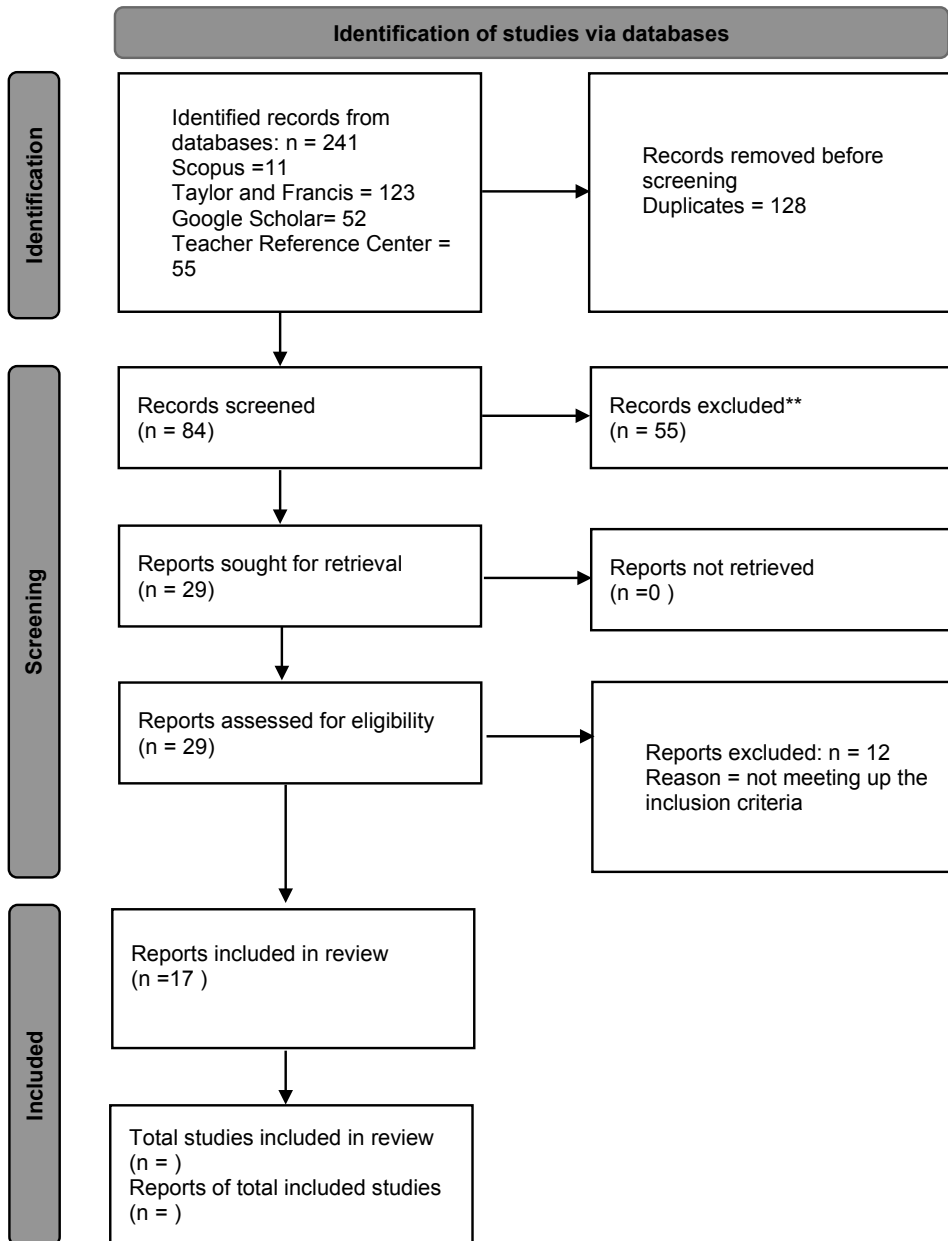 Identification of studies via databases
Identification
Identified records from
databases: n = 241
Scopus =11
Taylor and Francis = 123
Google Scholar= 52
Teacher Reference Center =
55
Records removed before
screening
Duplicates = 128
Screening
Records screened
(n = 84)
Records excluded**
(n = 55)
Reports sought for retrieval
(n = 29)
Reports not retrieved
(n =0 )
Reports assessed for eligibility
(n = 29)
Reports excluded: n = 12
Reason = not meeting up the
inclusion criteria
Included
Reports included in review
(n =17 )
Total studies included in review
(n = )
Reports of total included studies
(n = )